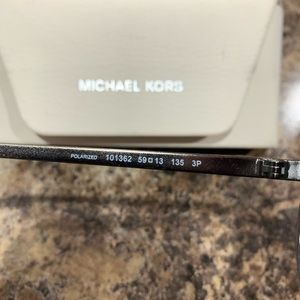 MICHAEL KORS
POLARIZED 101362 59□13 135 3P